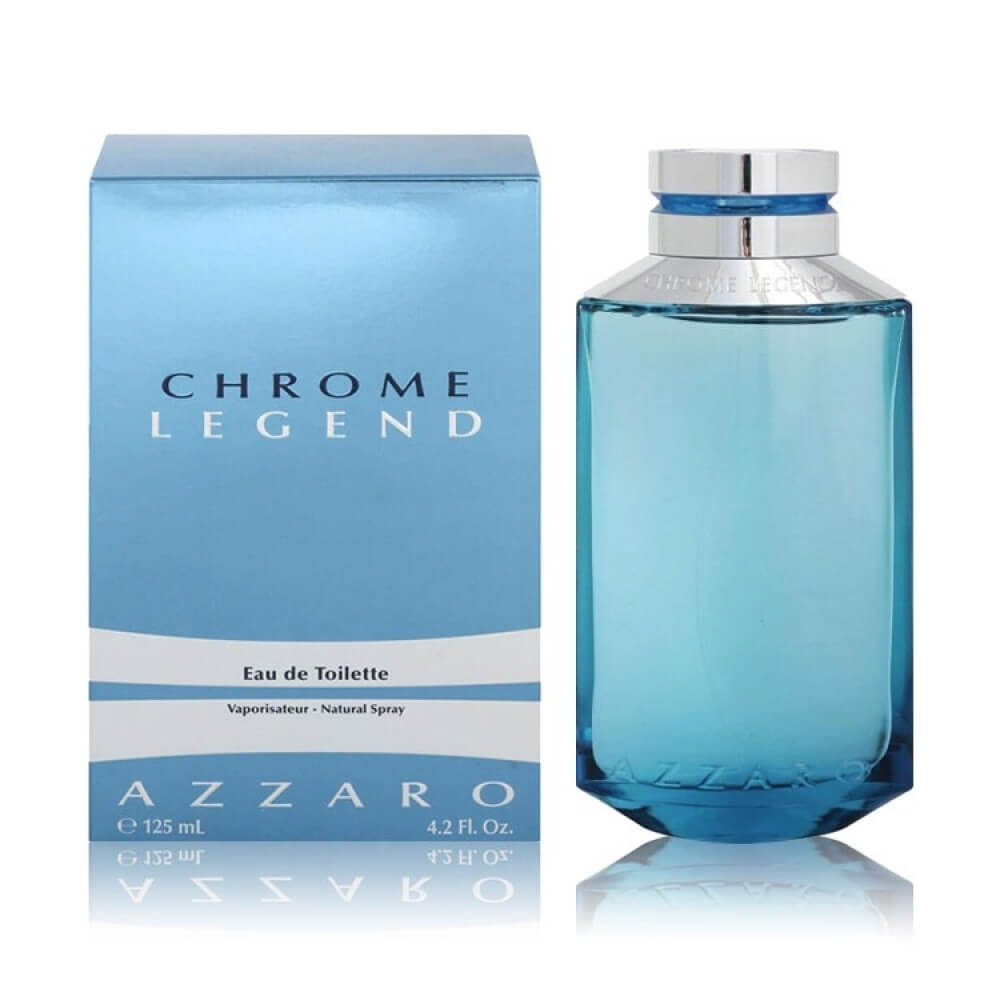 CHROME
LEGEND
Eau de Toilette
Vaporisateur - Natural Spray
AZZARO
℮ 125 mL 4.2 Fl. Oz.
CHROME LEGEND
AZZARO